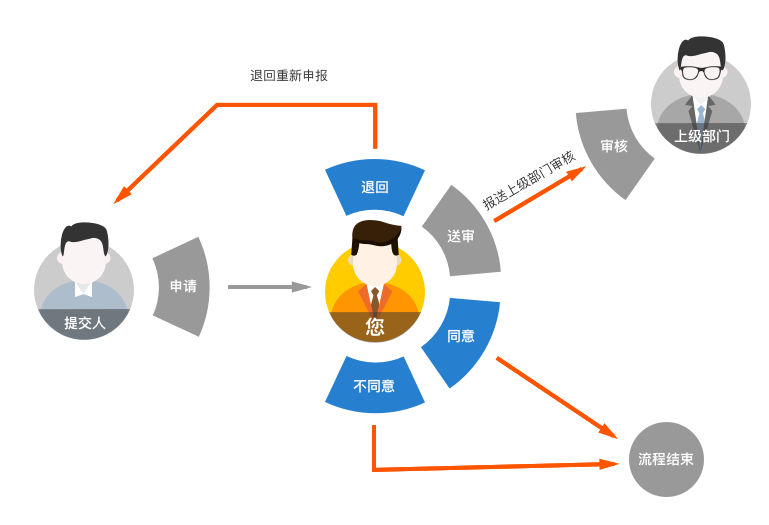 退回重新申报
上级部门
审核
报送上级部门审核
退回
送审
申请
提交人
您
同意
不同意
流程结束